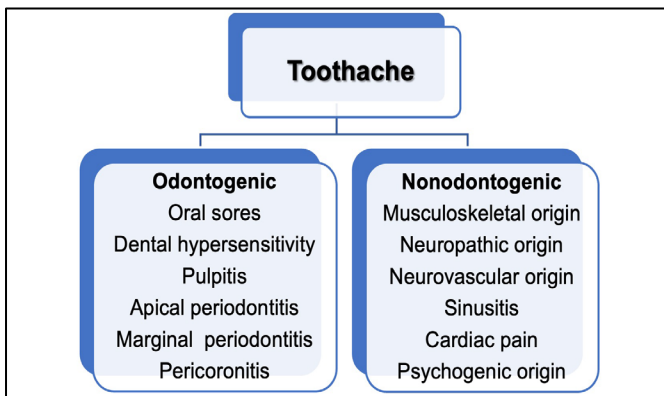 Toothache
Odontogenic
Oral sores
Dental hypersensitivity
Pulpitis
Apical periodontitis
Marginal periodontitis
Pericoronitis
Nonodontogenic
Musculoskeletal origin
Neuropathic origin
Neurovascular origin
Sinusitis
Cardiac pain
Psychogenic origin